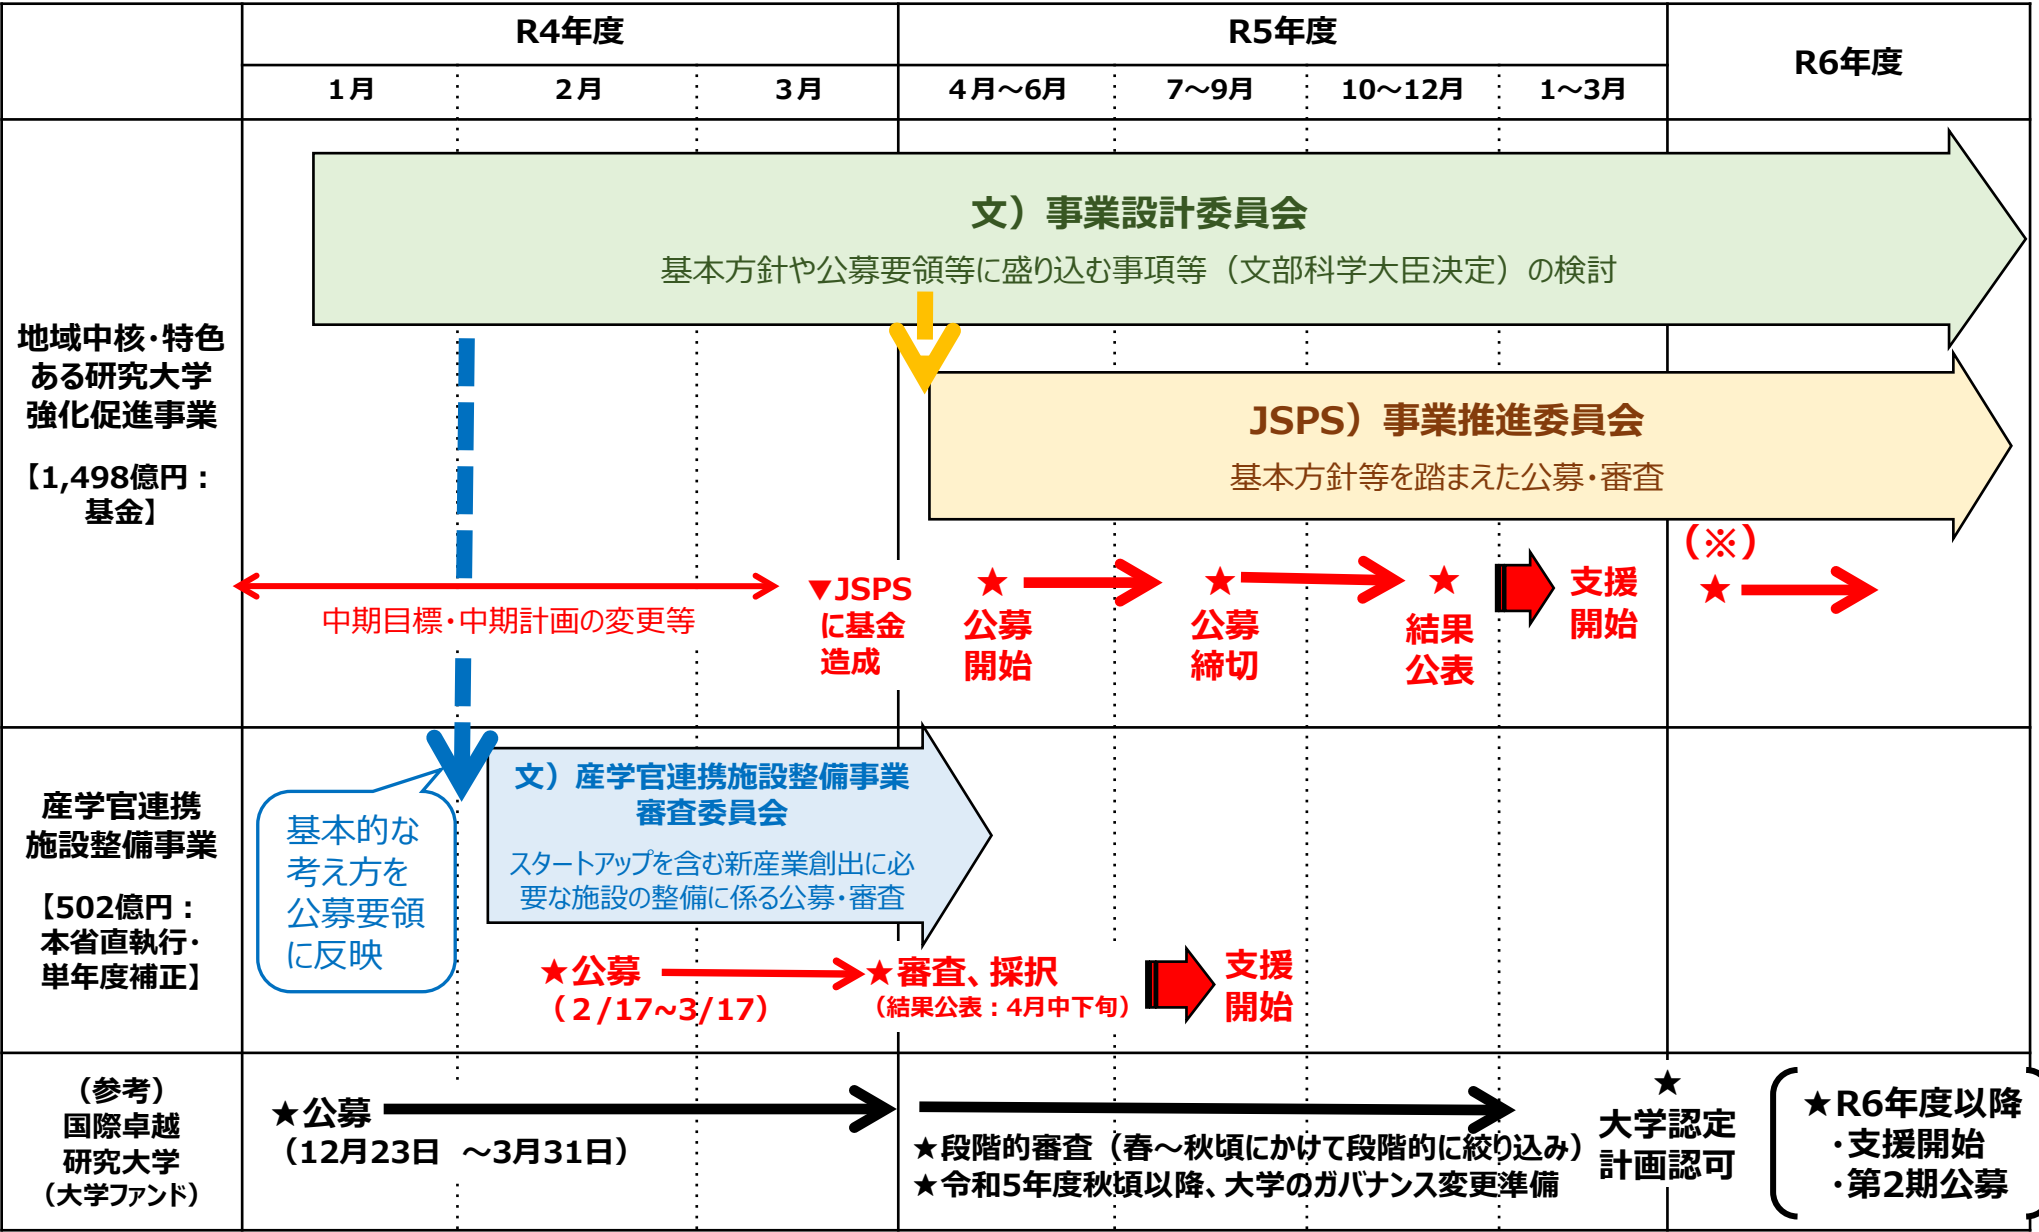 R4年度
R5年度
R6年度
1月
2月
3月
4月～6月
7～9月
10～12月
1～3月
地域中核・特色
ある研究大学
強化促進事業
【1,498億円：
基金】
文）事業設計委員会
基本方針や公募要領等に盛り込む事項等（文部科学大臣決定）の検討
JSPS）事業推進委員会
基本方針等を踏まえた公募・審査
中期目標・中期計画の変更等
▼JSPS
に基金
造成
★
公募
開始
★
公募
締切
★
結果
公表
支援
開始
（※）
★
産学官連携
施設整備事業
【502億円：
本省直執行・
単年度補正】
基本的な
考え方を
公募要領
に反映
文）産学官連携施設整備事業
審査委員会
スタートアップを含む新産業創出に必
要な施設の整備に係る公募・審査
★公募
（２/17~3/17）
★審査、採択
（結果公表：4月中下旬）
支援
開始
（参考）
国際卓越
研究大学
（大学ファンド）
★公募
（12月23日　～3月31日）
★段階的審査（春～秋頃にかけて段階的に絞り込み）
★令和5年度秋頃以降、大学のガバナンス変更準備
★
大学認定
計画認可
★R6年度以降
・支援開始
・第2期公募